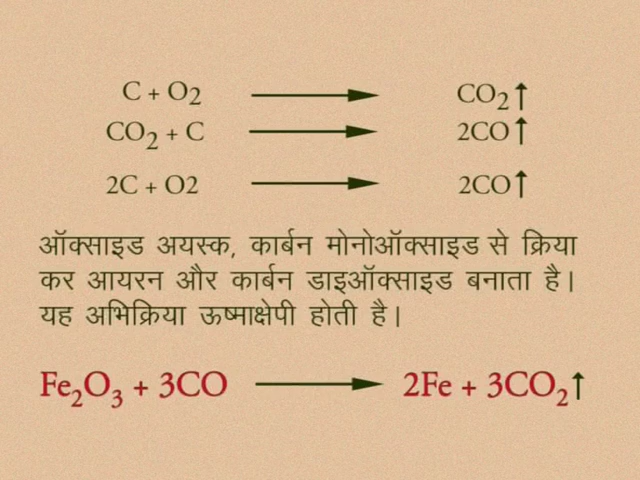 C + O₂ ⟶ CO₂↑
CO₂ + C ⟶ 2CO↑
2C + O2 ⟶ 2CO↑
ऑक्साइड अयस्क, कार्बन मोनोऑक्साइड से क्रिया
कर आयरन और कार्बन डाइऑक्साइड बनाता है।
यह अभिक्रिया ऊष्माक्षेपी होती है।
Fe₂O₃ + 3CO ⟶ 2Fe + 3CO₂↑